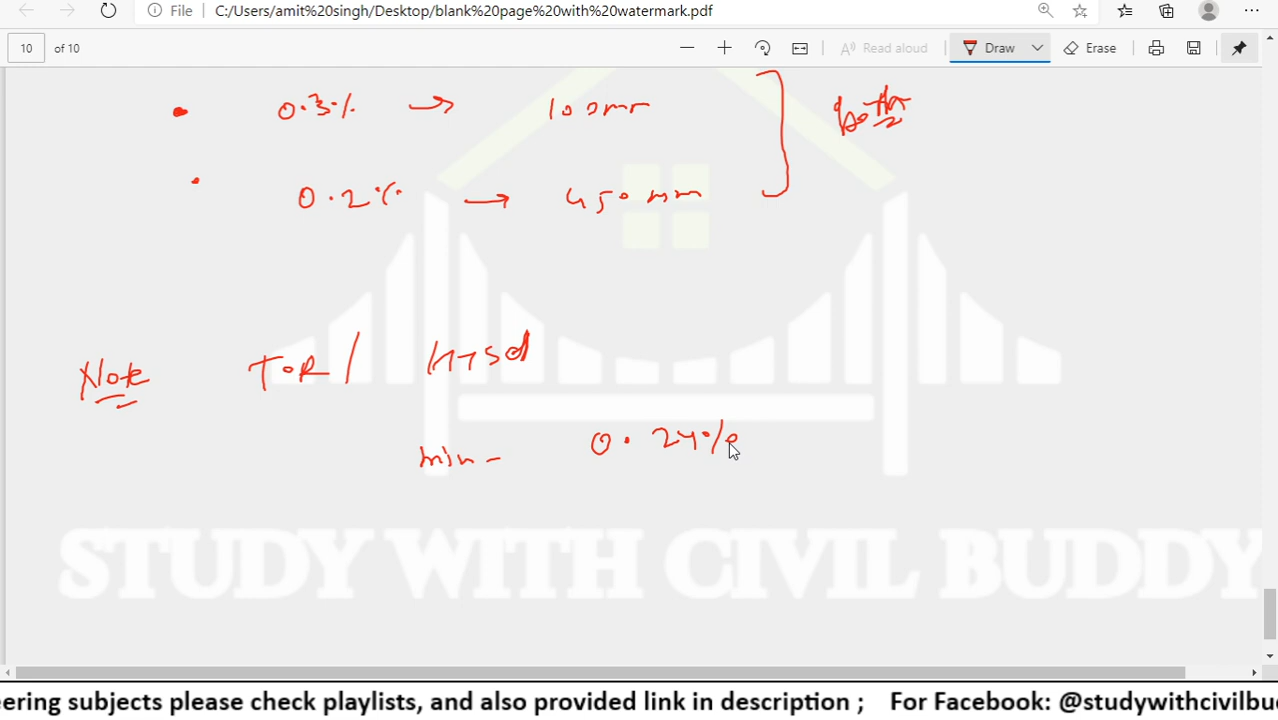 File C:/Users/amit%20singh/Desktop/blank%20page%20with%20watermark.pdf
10 of 10 Read aloud Draw Erase
• 0.3% → 100mm
both
• 0.2% → 450mm
Note TOR / HYSD
min - 0.24%
STUDY WITH CIVIL BUDDY
eering subjects please check playlists, and also provided link in description ; For Facebook: @studywithcivilbud